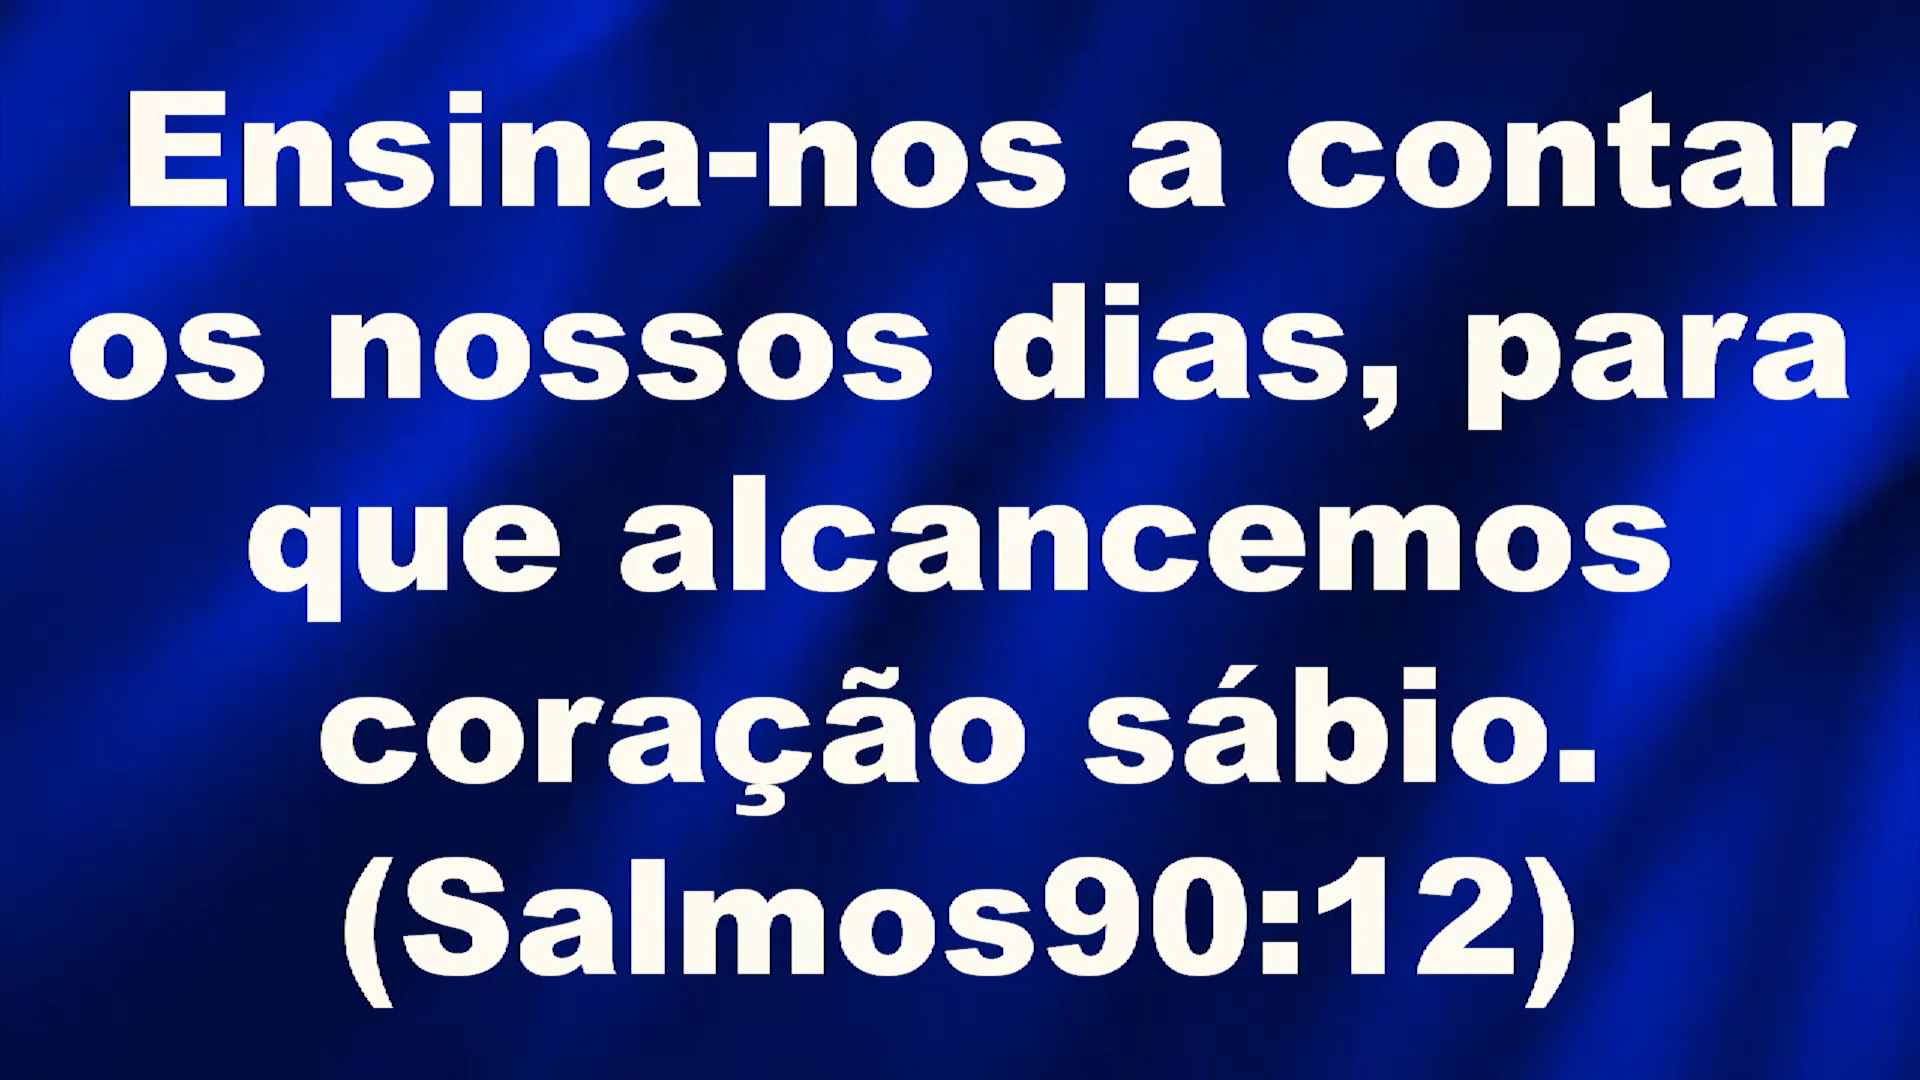 Ensina-nos a contar
os nossos dias, para
que alcancemos
coração sábio.
(Salmos90:12)